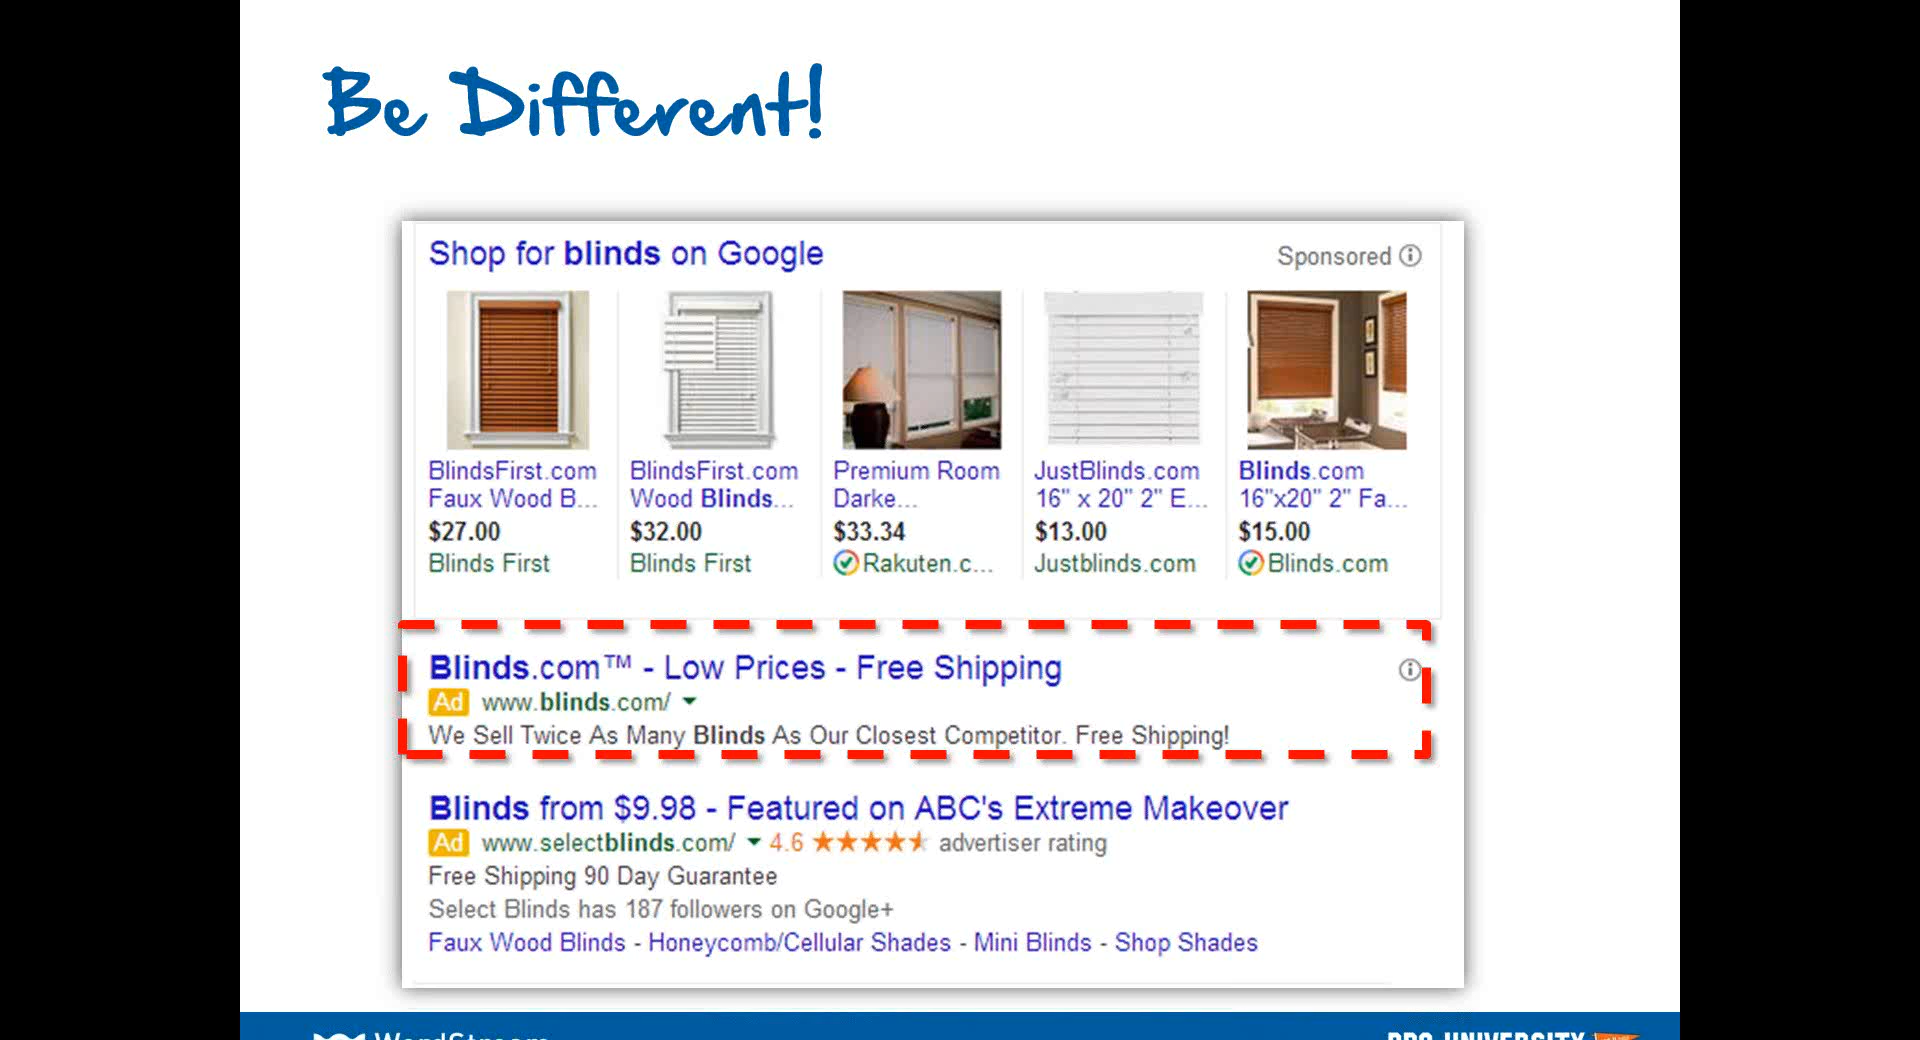 Be Different!
Shop for blinds on Google
Sponsored
BlindsFirst.com
Faux Wood B...
$27.00
Blinds First
BlindsFirst.com
Wood Blinds...
$32.00
Blinds First
Premium Room
Darke...
$33.34
Rakuten.c...
JustBlinds.com
16" x 20" 2" E...
$13.00
Justblinds.com
Blinds.com
16"x20" 2" Fa...
$15.00
Blinds.com
Blinds.com™ - Low Prices - Free Shipping
Ad www.blinds.com/
We Sell Twice As Many Blinds As Our Closest Competitor. Free Shipping!
Blinds from $9.98 - Featured on ABC's Extreme Makeover
Ad www.selectblinds.com/ 4.6 advertiser rating
Free Shipping 90 Day Guarantee
Select Blinds has 187 followers on Google+
Faux Wood Blinds - Honeycomb/Cellular Shades - Mini Blinds - Shop Shades
WordStream
PPC UNIVERSITY